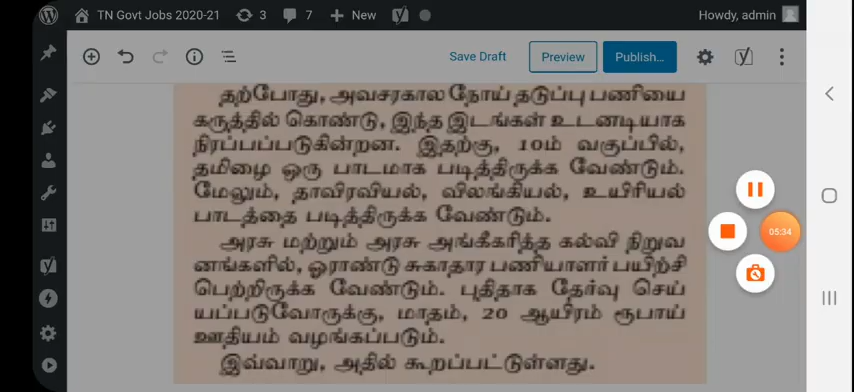 TN Govt Jobs 2020-21 3 7 New Howdy, admin
Save Draft Preview Publish...
தற்போது, அவசரகால நோய் தடுப்பு பணியை
கருத்தில் கொண்டு, இந்த இடங்கள் உடனடியாக
நிரப்பப்படுகின்றன. இதற்கு, 10ம் வகுப்பில்,
தமிழை ஒரு பாடமாக படித்திருக்க வேண்டும்.
மேலும், தாவிரவியல், விலங்கியல், உயிரியல்
பாடத்தை படித்திருக்க வேண்டும்.
அரசு மற்றும் அரசு அங்கீகரித்த கல்வி நிறுவ
னங்களில், ஓராண்டு சுகாதார பணியாளர் பயிற்சி
பெற்றிருக்க வேண்டும். புதிதாக தேர்வு செய்
யப்படுவோருக்கு, மாதம், 20 ஆயிரம் ரூபாய்
ஊதியம் வழங்கப்படும்.
இவ்வாறு, அதில் கூறப்பட்டுள்ளது.
05:34